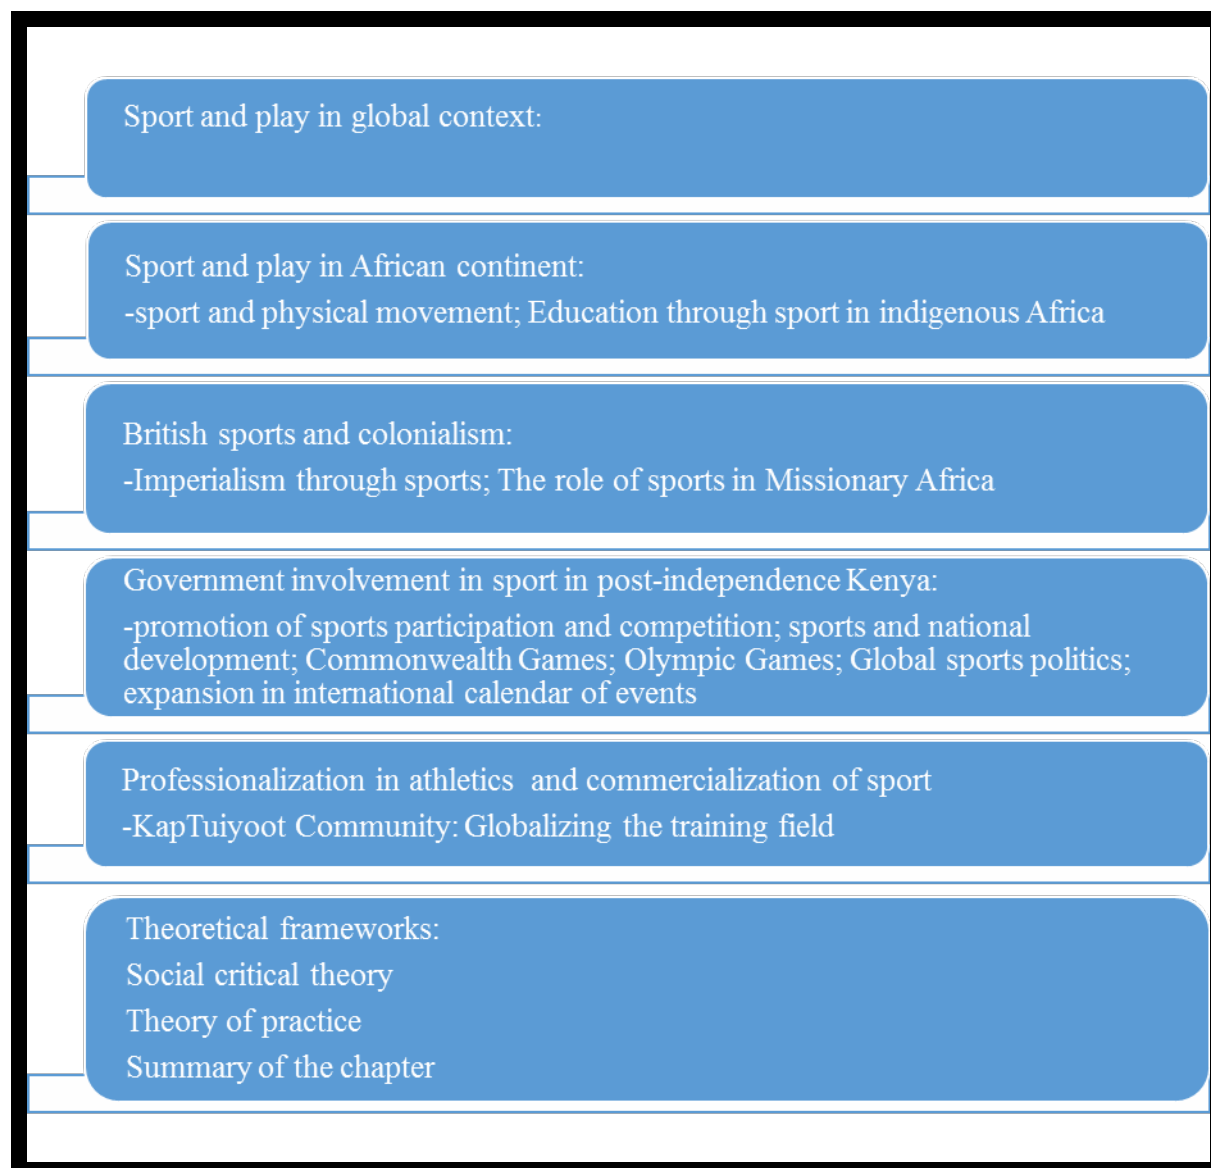 Sport and play in global context:
Sport and play in African continent:
-sport and physical movement; Education through sport in indigenous Africa
British sports and colonialism:
-Imperialism through sports; The role of sports in Missionary Africa
Government involvement in sport in post-independence Kenya:
-promotion of sports participation and competition; sports and national
development; Commonwealth Games; Olympic Games; Global sports politics;
expansion in international calendar of events
Professionalization in athletics  and commercialization of sport
-KapTuiyoot Community: Globalizing the training field
Theoretical frameworks:
Social critical theory
Theory of practice
Summary of the chapter